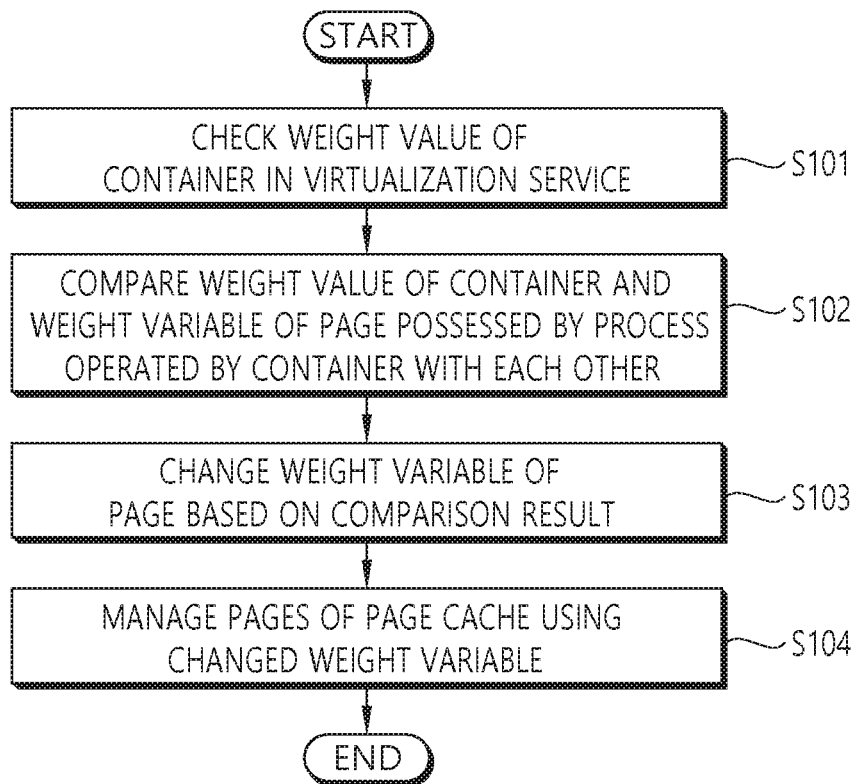 START
CHECK WEIGHT VALUE OF
CONTAINER IN VIRTUALIZATION SERVICE
S101
COMPARE WEIGHT VALUE OF CONTAINER AND
WEIGHT VARIABLE OF PAGE POSSESSED BY PROCESS
OPERATED BY CONTAINER WITH EACH OTHER
S102
CHANGE WEIGHT VARIABLE OF
PAGE BASED ON COMPARISON RESULT
S103
MANAGE PAGES OF PAGE CACHE USING
CHANGED WEIGHT VARIABLE
S104
END